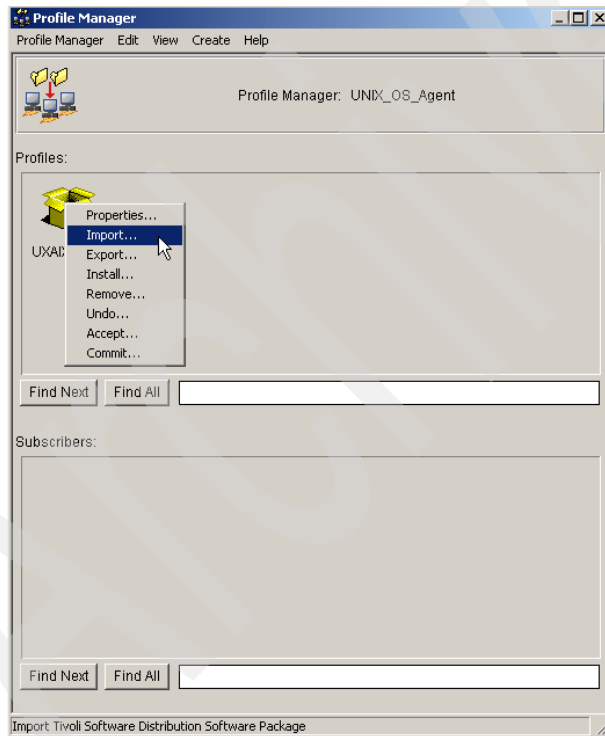 Profile Manager
Profile Manager Edit View Create Help
Profile Manager: UNIX_OS_Agent
Profiles:
Properties...
Import...
Export...
Install...
Remove...
Undo...
Accept...
Commit...
Find Next Find All
Subscribers:
Find Next Find All
Import Tivoli Software Distribution Software Package